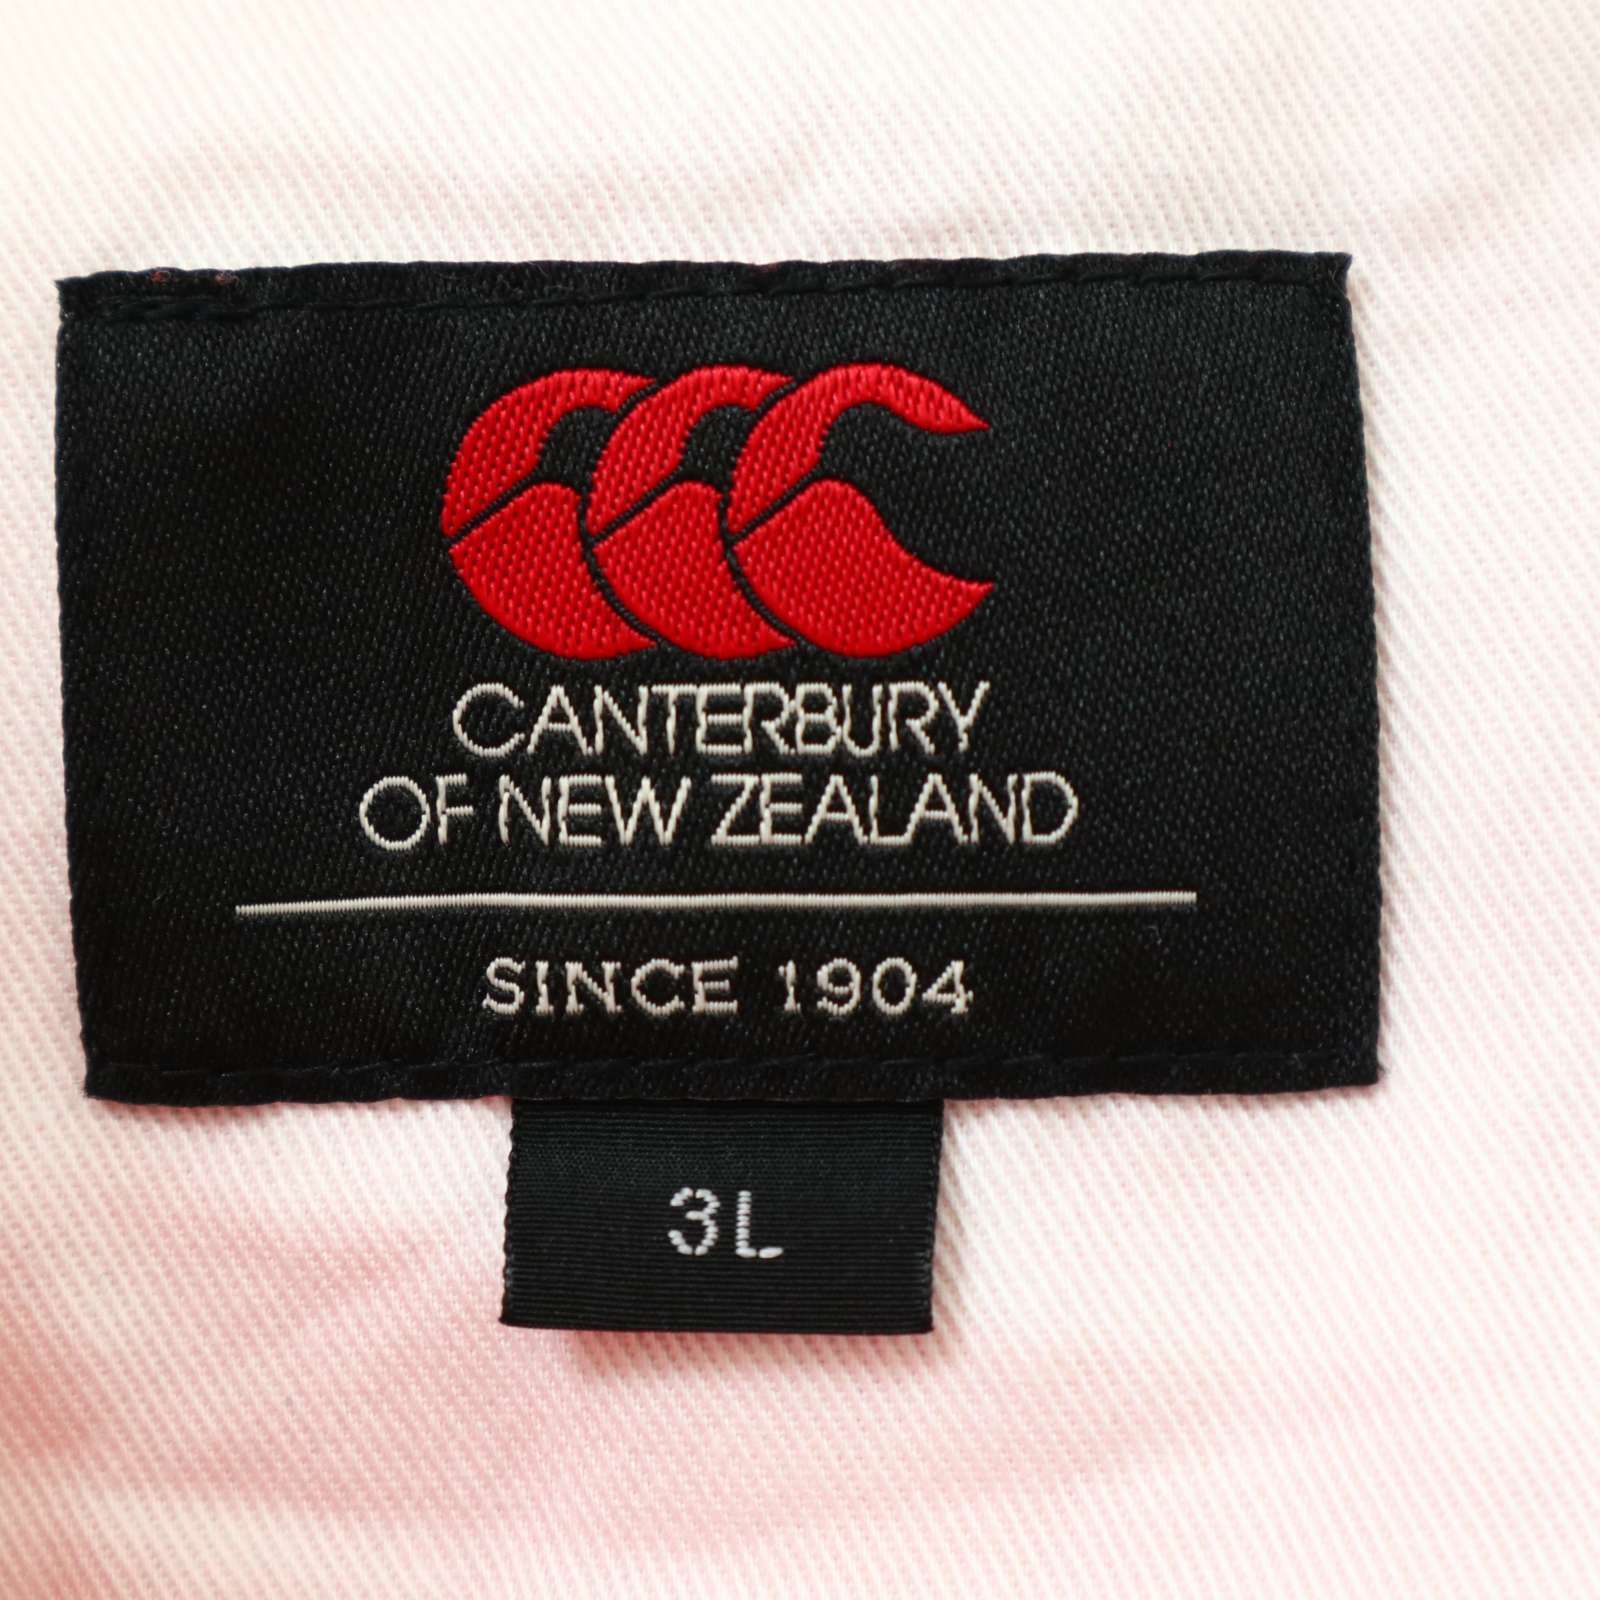 CANTERBURY
OF NEW ZEALAND
SINCE 1904
3L